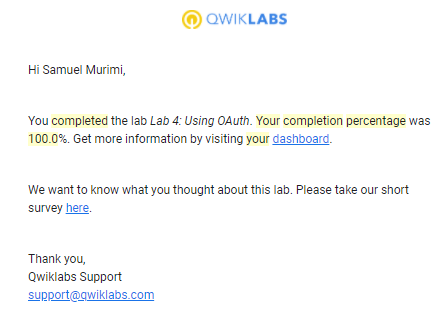 QWIKLABS
Hi Samuel Murimi,
You completed the lab Lab 4: Using OAuth. Your completion percentage was
100.0%. Get more information by visiting your dashboard.
We want to know what you thought about this lab. Please take our short
survey here.
Thank you,
Qwiklabs Support
support@qwiklabs.com